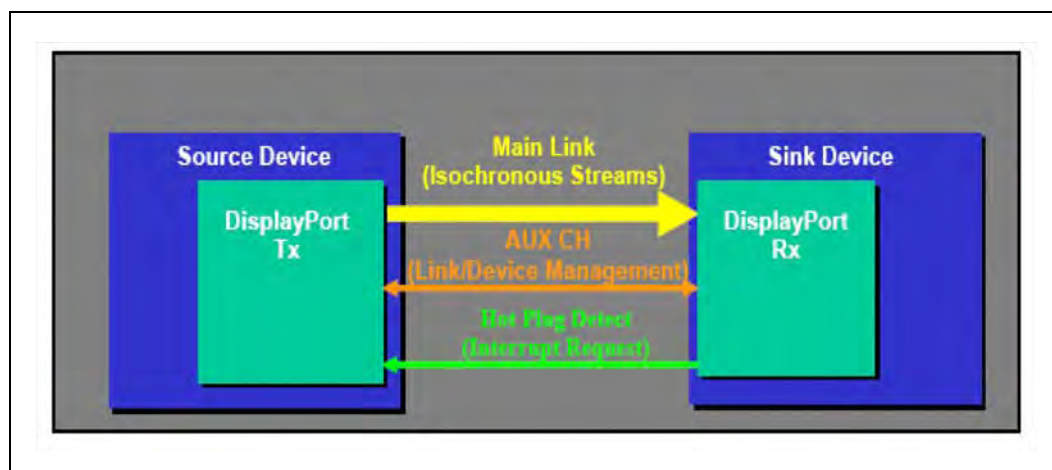 Source Device
DisplayPort
Tx
Main Link
(Isochronous Streams)
AUX CH
(Link/Device Management)
Hot Plug Detect
(Interrupt Request)
Sink Device
DisplayPort
Rx